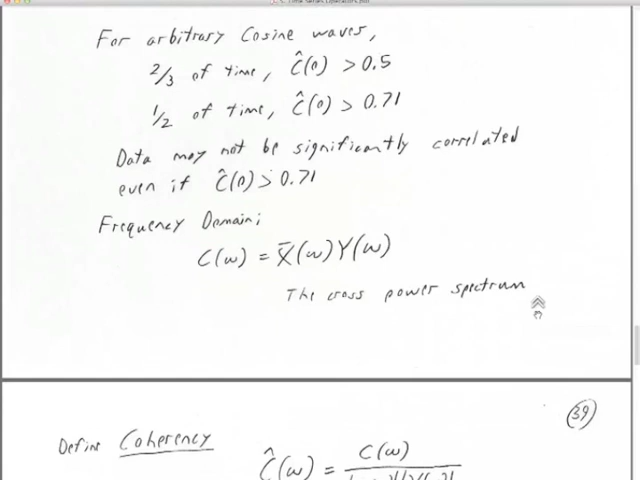 For arbitrary Cosine waves,
2/3 of time, Ĉ(0) > 0.5
1/2 of time, Ĉ(0) > 0.71
Data may not be significantly correlated
even if Ĉ(0) > 0.71
Frequency Domain:
C(ω) = X̄(ω)Y(ω)
The cross power spectrum
39
Define Coherency
Ĉ(ω) = C(ω)